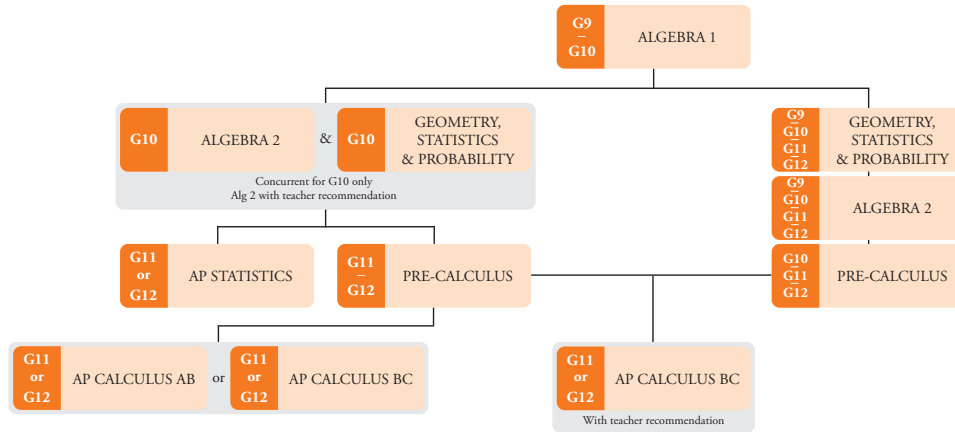 G9
–
G10
ALGEBRA 1
G10
ALGEBRA 2
&
G10
GEOMETRY,
STATISTICS
& PROBABILITY
Concurrent for G10 only
Alg 2 with teacher recommendation
G9
–
G10
–
G11
–
G12
GEOMETRY,
STATISTICS
& PROBABILITY
G9
–
G10
–
G11
–
G12
ALGEBRA 2
G11
or
G12
AP STATISTICS
G11
–
G12
PRE-CALCULUS
G10
–
G11
–
G12
PRE-CALCULUS
G11
or
G12
AP CALCULUS AB
or
G11
or
G12
AP CALCULUS BC
G11
or
G12
AP CALCULUS BC
With teacher recommendation